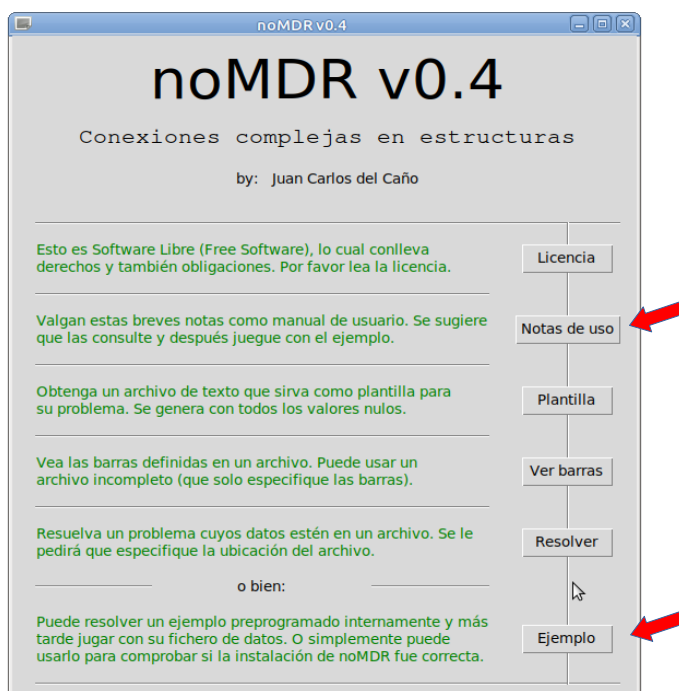 noMDR v0.4
noMDR v0.4
Conexiones complejas en estructuras
by: Juan Carlos del Caño
Esto es Software Libre (Free Software), lo cual conlleva
derechos y también obligaciones. Por favor lea la licencia.
Licencia
Valgan estas breves notas como manual de usuario. Se sugiere
que las consulte y después juegue con el ejemplo.
Notas de uso
Obtenga un archivo de texto que sirva como plantilla para
su problema. Se genera con todos los valores nulos.
Plantilla
Vea las barras definidas en un archivo. Puede usar un
archivo incompleto (que solo especifique las barras).
Ver barras
Resuelva un problema cuyos datos estén en un archivo. Se le
pedirá que especifique la ubicación del archivo.
Resolver
o bien:
Puede resolver un ejemplo preprogramado internamente y más
tarde jugar con su fichero de datos. O simplemente puede
usarlo para comprobar si la instalación de noMDR fue correcta.
Ejemplo